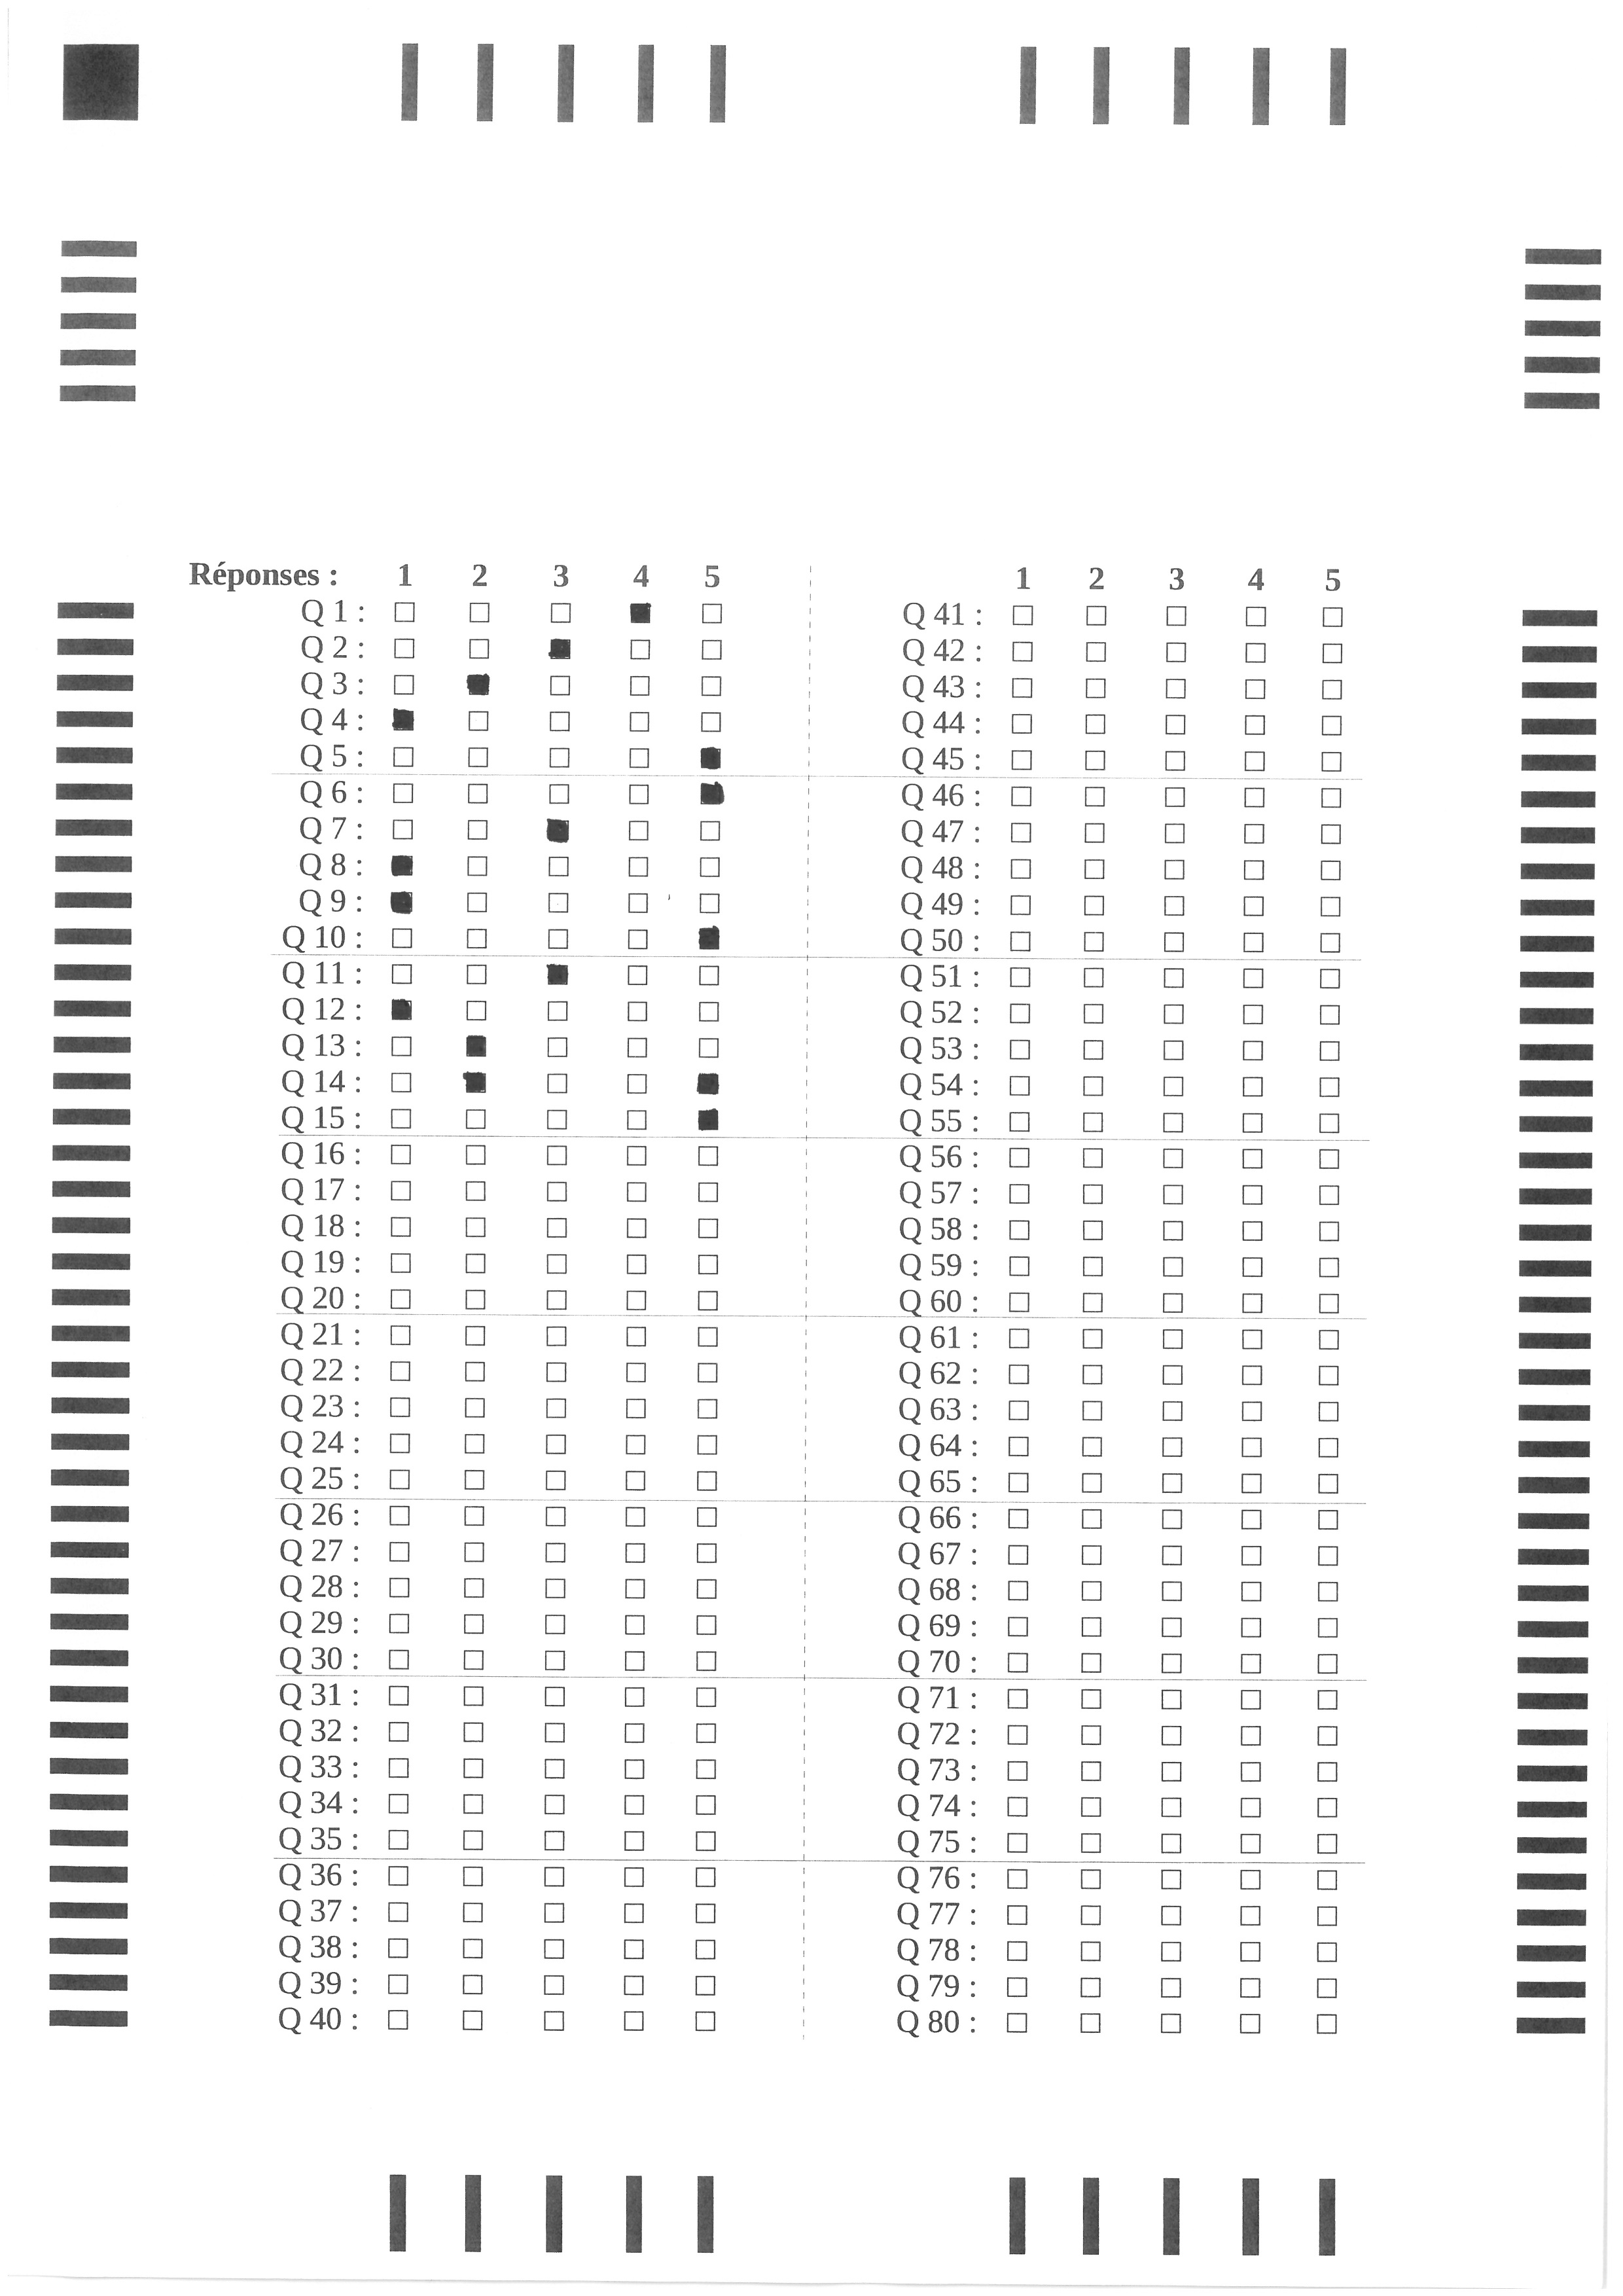 Réponses : 1 2 3 4 5
Q 1 :
Q 2 :
Q 3 :
Q 4 :
Q 5 :
Q 6 :
Q 7 :
Q 8 :
Q 9 :
Q 10 :
Q 11 :
Q 12 :
Q 13 :
Q 14 :
Q 15 :
Q 16 :
Q 17 :
Q 18 :
Q 19 :
Q 20 :
Q 21 :
Q 22 :
Q 23 :
Q 24 :
Q 25 :
Q 26 :
Q 27 :
Q 28 :
Q 29 :
Q 30 :
Q 31 :
Q 32 :
Q 33 :
Q 34 :
Q 35 :
Q 36 :
Q 37 :
Q 38 :
Q 39 :
Q 40 :
1 2 3 4 5
Q 41 :
Q 42 :
Q 43 :
Q 44 :
Q 45 :
Q 46 :
Q 47 :
Q 48 :
Q 49 :
Q 50 :
Q 51 :
Q 52 :
Q 53 :
Q 54 :
Q 55 :
Q 56 :
Q 57 :
Q 58 :
Q 59 :
Q 60 :
Q 61 :
Q 62 :
Q 63 :
Q 64 :
Q 65 :
Q 66 :
Q 67 :
Q 68 :
Q 69 :
Q 70 :
Q 71 :
Q 72 :
Q 73 :
Q 74 :
Q 75 :
Q 76 :
Q 77 :
Q 78 :
Q 79 :
Q 80 :